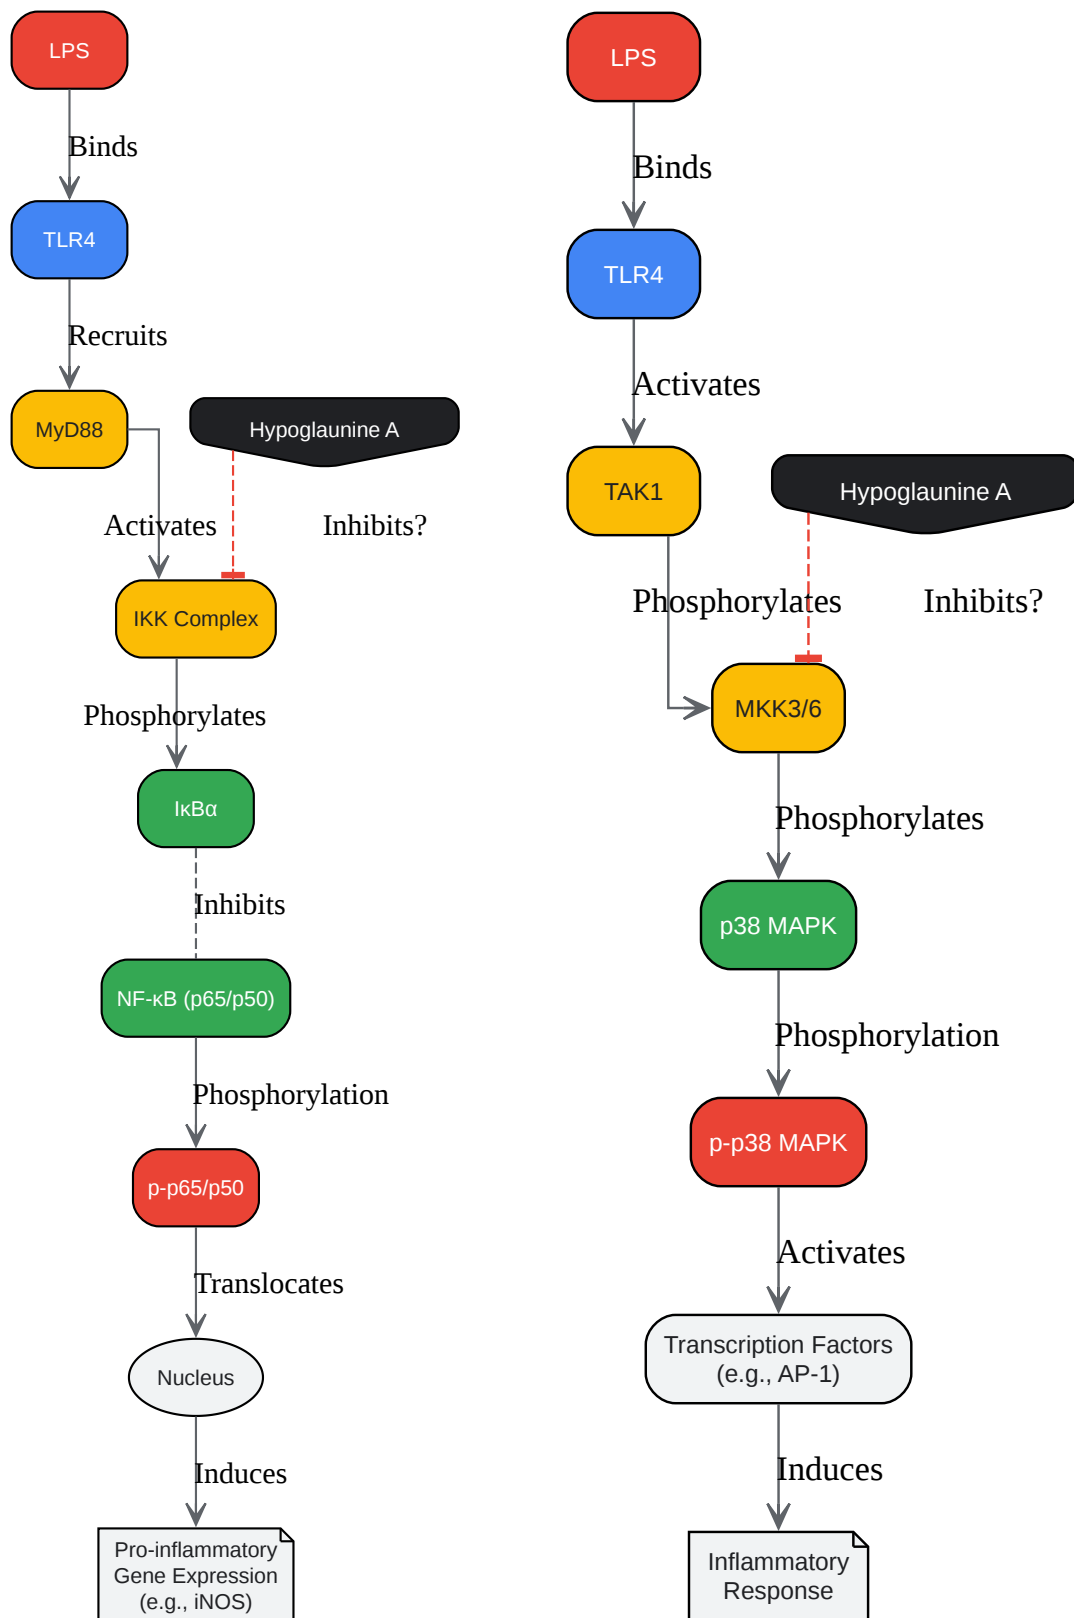 LPS
Binds
TLR4
Recruits
MyD88
Hypoglaunine A
Activates
Inhibits?
IKK Complex
Phosphorylates
IκBα
Inhibits
NF-κB (p65/p50)
Phosphorylation
p-p65/p50
Translocates
Nucleus
Induces
Pro-inflammatory
Gene Expression
(e.g., iNOS)
LPS
Binds
TLR4
Activates
TAK1
Hypoglaunine A
Phosphorylates
Inhibits?
MKK3/6
Phosphorylates
p38 MAPK
Phosphorylation
p-p38 MAPK
Activates
Transcription Factors
(e.g., AP-1)
Induces
Inflammatory
Response